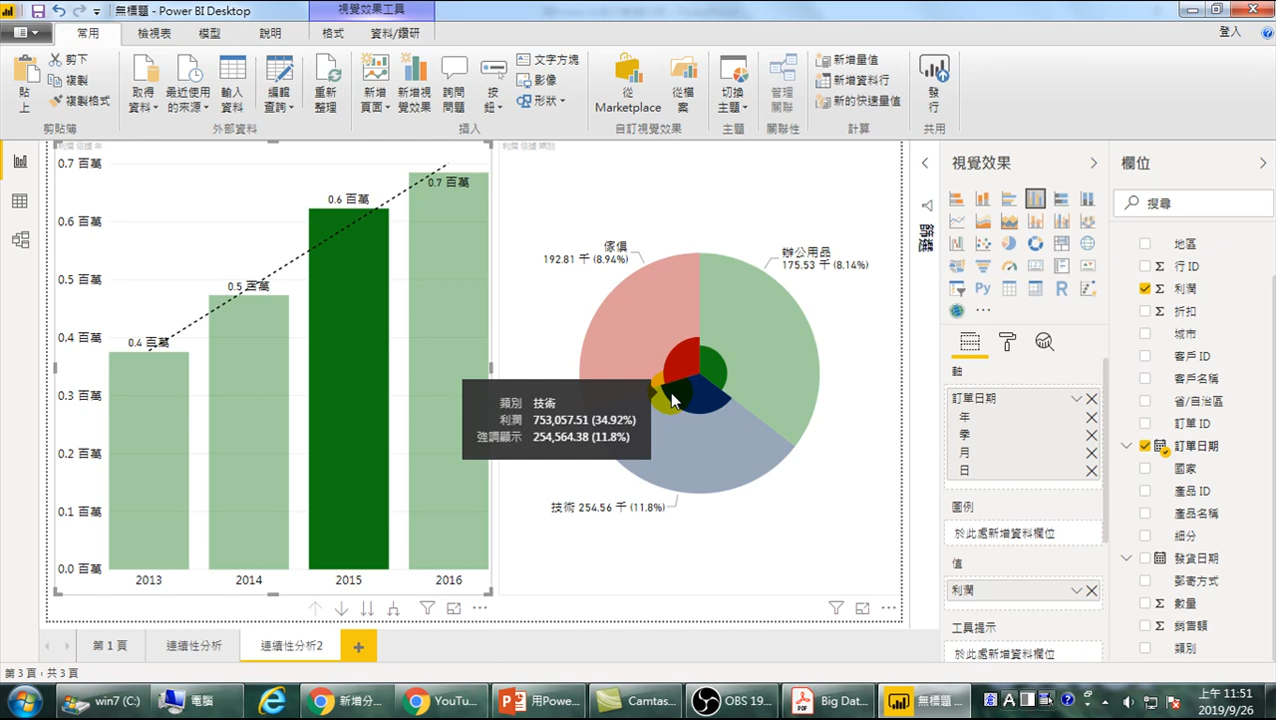 無標題 - Power BI Desktop
視覺效果工具
常用
檢視表
模型
說明
格式
資料/鑽研
登入
貼上
剪下
複製
複製格式
剪貼簿
取得資料
最近使用的來源
輸入資料
編輯查詢
外部資料
重新整理
新增頁面
新增視覺效果
詢問問題
按鈕
文字方塊
影像
形狀
插入
從 Marketplace
從檔案
自訂視覺效果
切換主題
主題
管理關聯
關聯性
新增量值
新增資料行
新的快速量值
計算
發行
共用
利潤 依據 年
0.7 百萬
0.6 百萬
0.5 百萬
0.4 百萬
0.3 百萬
0.2 百萬
0.1 百萬
0.0 百萬
0.4 百萬
0.5 百萬
0.6 百萬
0.7 百萬
2013
2014
2015
2016
利潤 依據 類別
傢俱
192.81 千 (8.94%)
辦公用品
175.53 千 (8.14%)
技術 254.56 千 (11.8%)
類別 技術
利潤 753,057.51 (34.92%)
強調顯示 254,564.38 (11.8%)
篩選
視覺效果
Py
R
軸
訂單日期
年
季
月
日
圖例
於此處新增資料欄位
值
利潤
工具提示
於此處新增資料欄位
欄位
搜尋
地區
行 ID
利潤
折扣
城市
客戶 ID
客戶名稱
省/自治區
訂單 ID
訂單日期
國家
產品 ID
產品名稱
細分
發貨日期
郵寄方式
數量
銷售額
類別
第 1 頁
連續性分析
連續性分析2
第 3 頁，共 3 頁
win7 (C:)
電腦
新增分...
YouTu...
用Powe...
Camtas...
OBS 19...
Big Dat...
無標題 ...
上午 11:51
2019/9/26